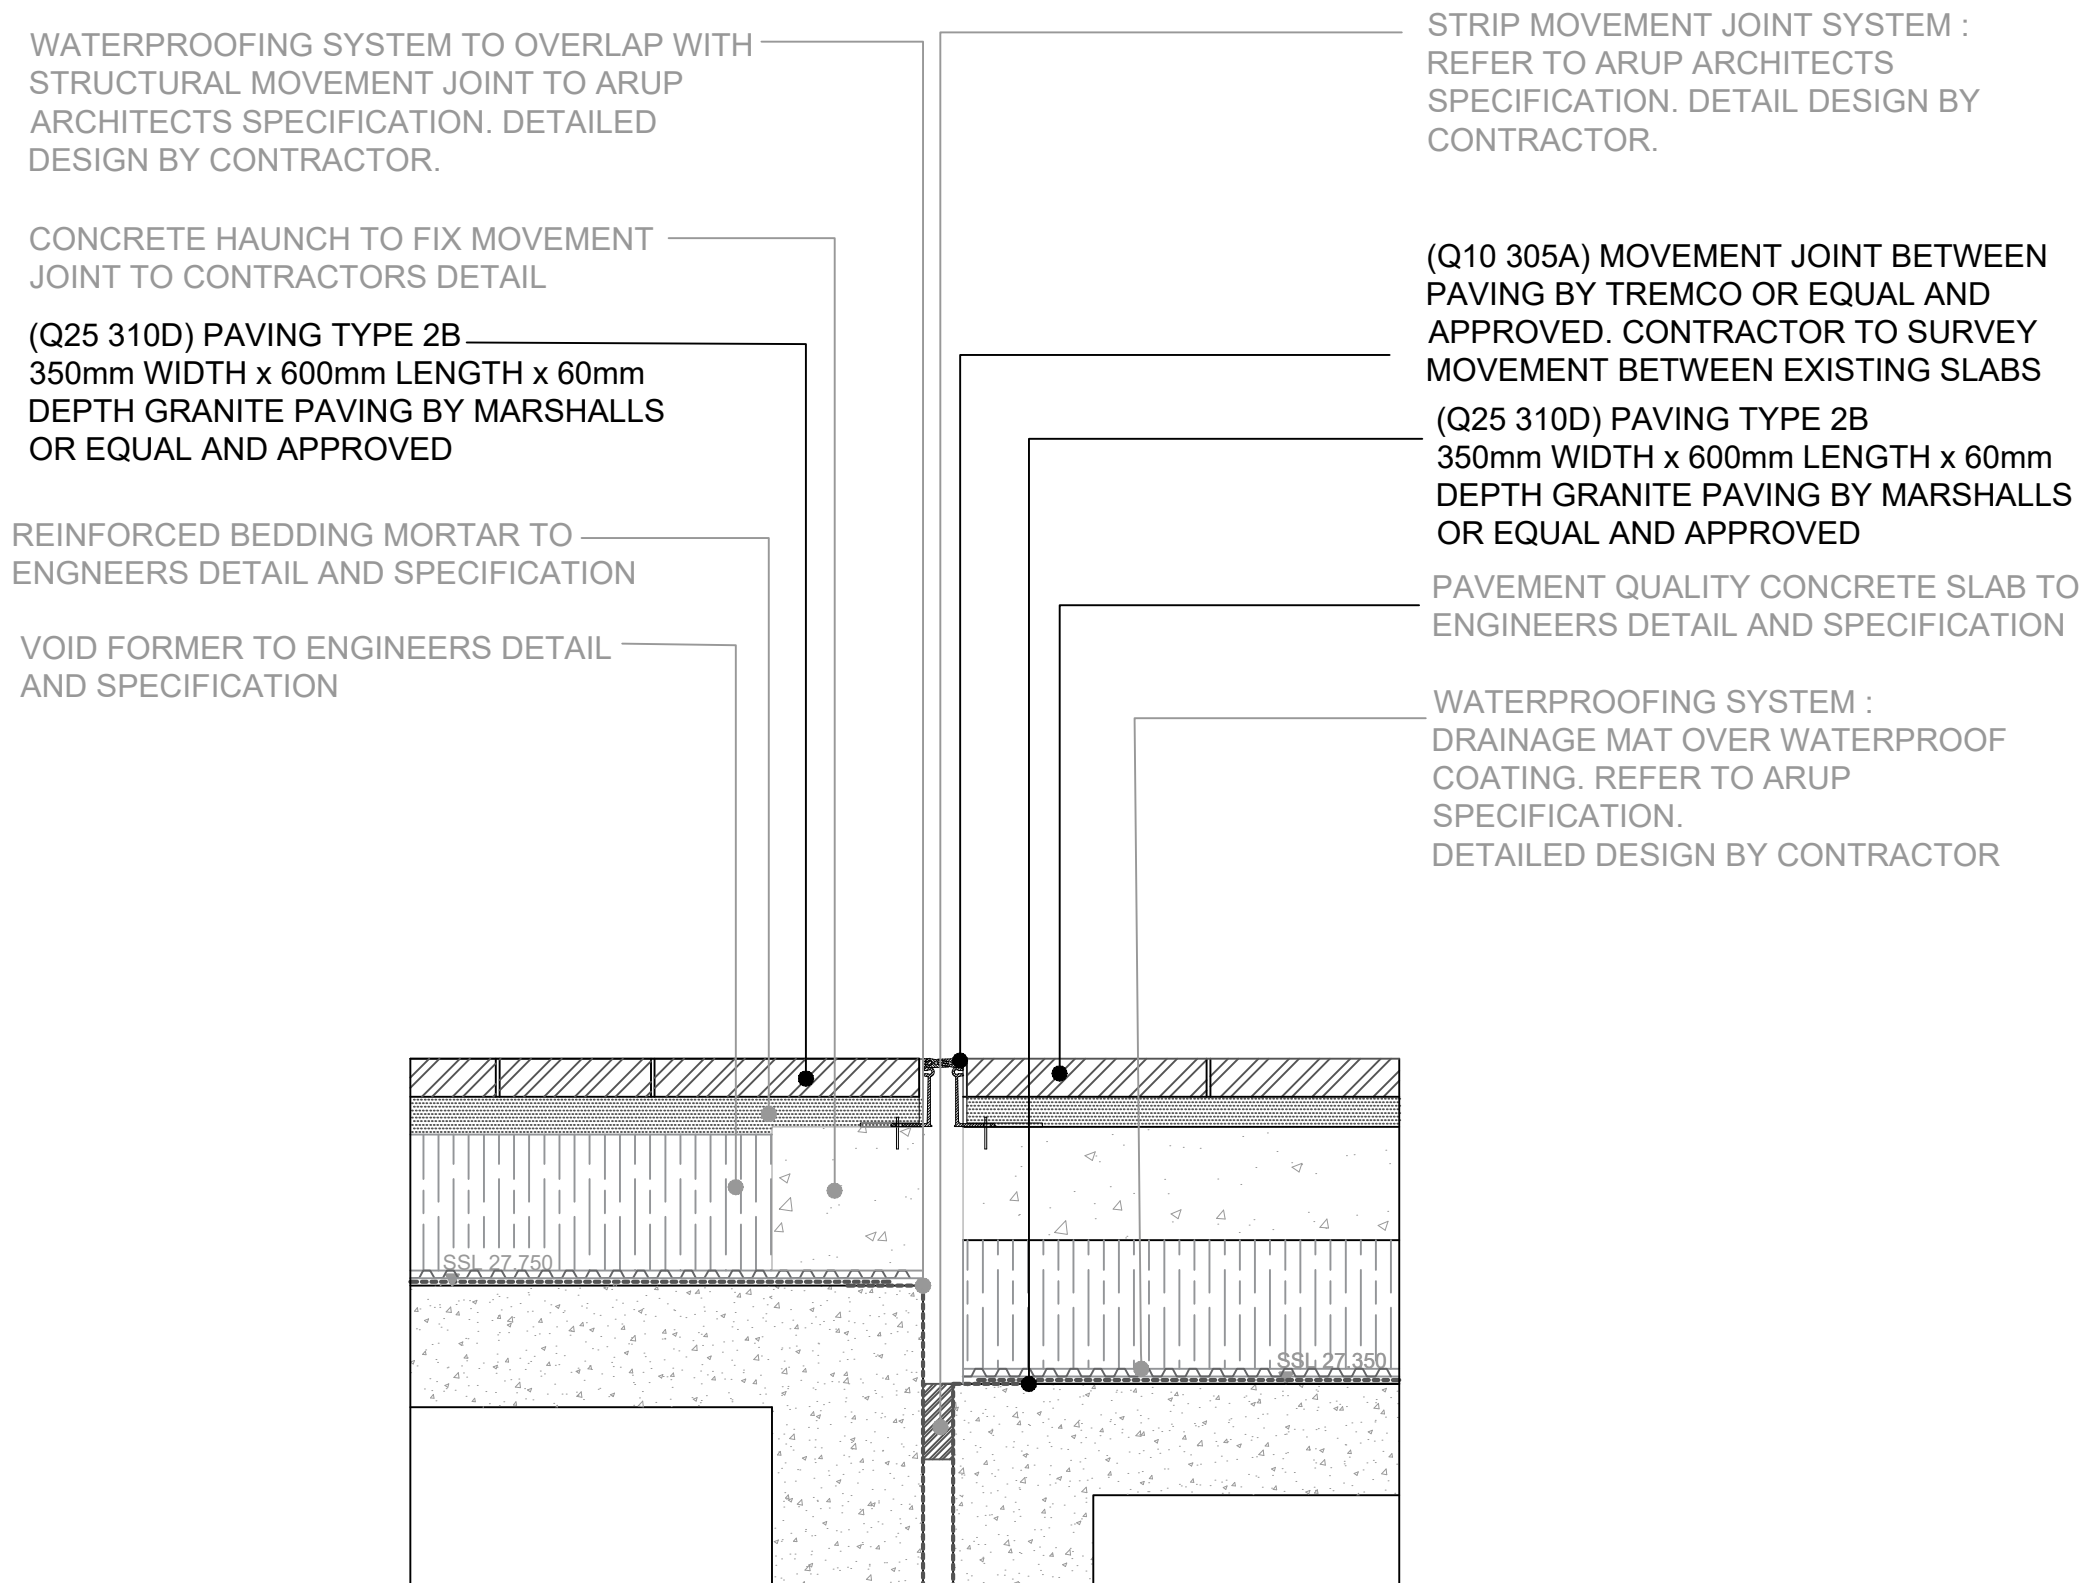 WATERPROOFING SYSTEM TO OVERLAP WITH
STRUCTURAL MOVEMENT JOINT TO ARUP
ARCHITECTS SPECIFICATION. DETAILED
DESIGN BY CONTRACTOR.
CONCRETE HAUNCH TO FIX MOVEMENT
JOINT TO CONTRACTORS DETAIL
(Q25 310D) PAVING TYPE 2B
350mm WIDTH x 600mm LENGTH x 60mm
DEPTH GRANITE PAVING BY MARSHALLS
OR EQUAL AND APPROVED
REINFORCED BEDDING MORTAR TO
ENGNEERS DETAIL AND SPECIFICATION
VOID FORMER TO ENGINEERS DETAIL
AND SPECIFICATION
STRIP MOVEMENT JOINT SYSTEM :
REFER TO ARUP ARCHITECTS
SPECIFICATION. DETAIL DESIGN BY
CONTRACTOR.
(Q10 305A) MOVEMENT JOINT BETWEEN
PAVING BY TREMCO OR EQUAL AND
APPROVED. CONTRACTOR TO SURVEY
MOVEMENT BETWEEN EXISTING SLABS
(Q25 310D) PAVING TYPE 2B
350mm WIDTH x 600mm LENGTH x 60mm
DEPTH GRANITE PAVING BY MARSHALLS
OR EQUAL AND APPROVED
PAVEMENT QUALITY CONCRETE SLAB TO
ENGINEERS DETAIL AND SPECIFICATION
WATERPROOFING SYSTEM :
DRAINAGE MAT OVER WATERPROOF
COATING. REFER TO ARUP
SPECIFICATION.
DETAILED DESIGN BY CONTRACTOR
SSL 27.750
SSL 27.350